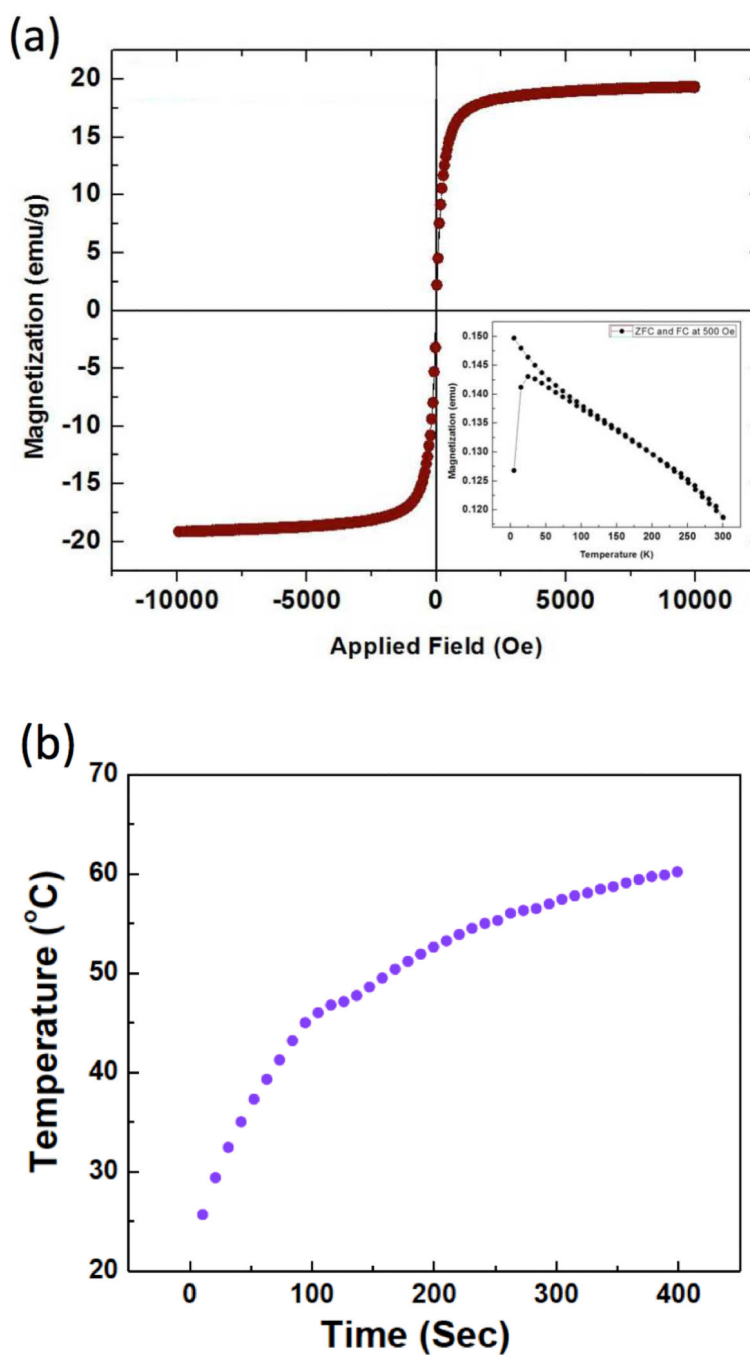 (a)
20
15
10
5
0
-5
-10
-15
-20
Magnetization (emu/g)
-10000 -5000 0 5000 10000
Applied Field (Oe)
ZFC and FC at 500 Oe
0.150
0.145
0.140
0.135
0.130
0.125
0.120
Magnetization (emu)
0 50 100 150 200 250 300
Temperature (K)
(b)
70
60
50
40
30
20
Temperature (°C)
0 100 200 300 400
Time (Sec)